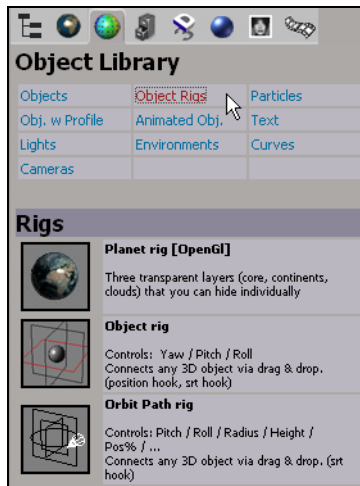 Object Library
Objects Object Rigs Particles
Obj. w Profile Animated Obj. Text
Lights Environments Curves
Cameras
Rigs
Planet rig [OpenGl]
Three transparent layers (core, continents,
clouds) that you can hide individually
Object rig
Controls: Yaw / Pitch / Roll
Connects any 3D object via drag & drop.
(position hook, srt hook)
Orbit Path rig
Controls: Pitch / Roll / Radius / Height /
Pos% / ...
Connects any 3D object via drag & drop. (srt
hook)